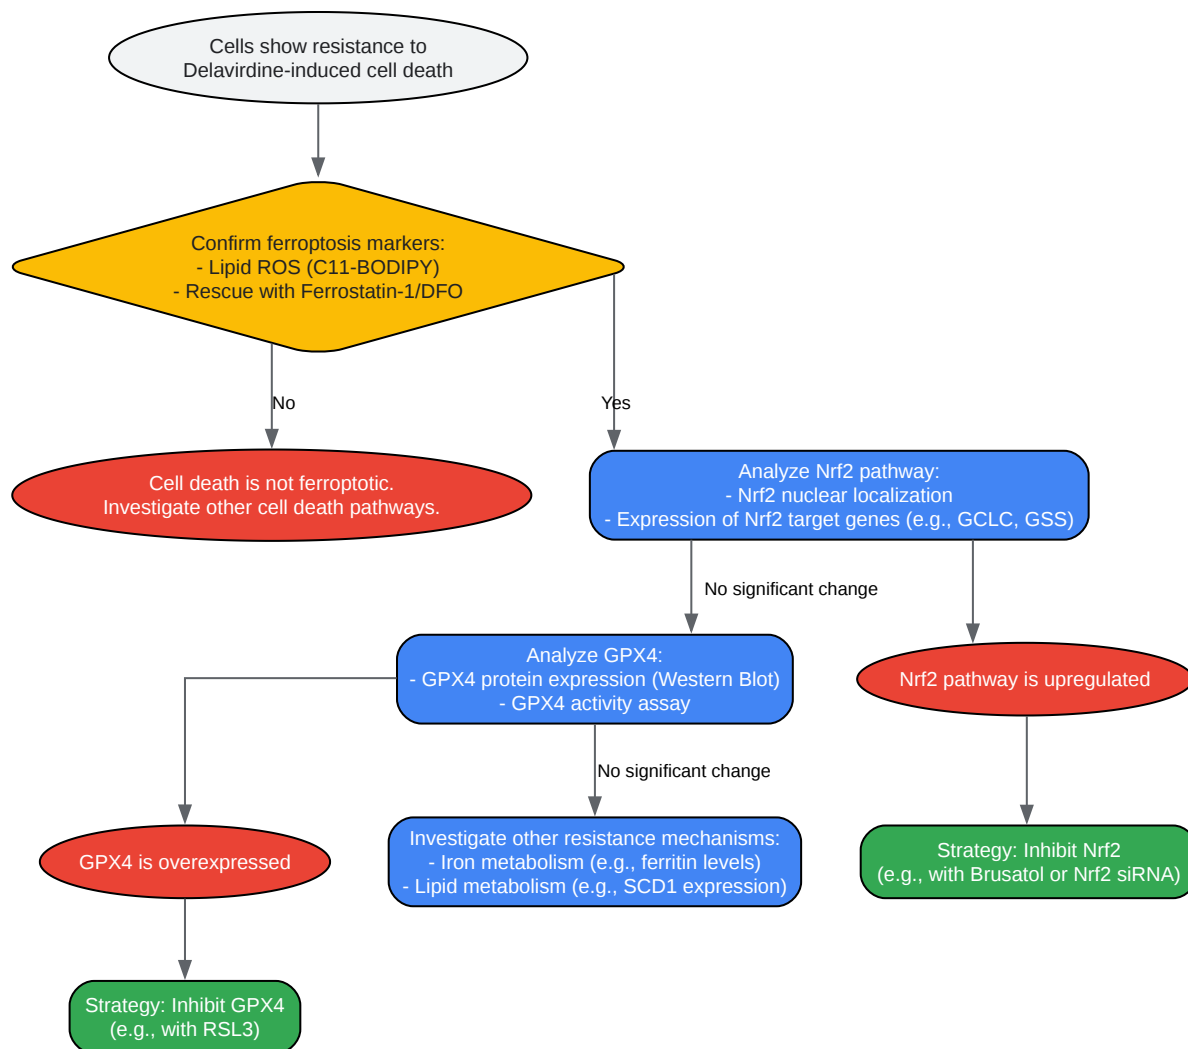 Cells show resistance to
Delavirdine-induced cell death
Confirm ferroptosis markers:
- Lipid ROS (C11-BODIPY)
- Rescue with Ferrostatin-1/DFO
No
Yes
Cell death is not ferroptotic.
Investigate other cell death pathways.
Analyze Nrf2 pathway:
- Nrf2 nuclear localization
- Expression of Nrf2 target genes (e.g., GCLC, GSS)
No significant change
Analyze GPX4:
- GPX4 protein expression (Western Blot)
- GPX4 activity assay
Nrf2 pathway is upregulated
No significant change
GPX4 is overexpressed
Investigate other resistance mechanisms:
- Iron metabolism (e.g., ferritin levels)
- Lipid metabolism (e.g., SCD1 expression)
Strategy: Inhibit Nrf2
(e.g., with Brusatol or Nrf2 siRNA)
Strategy: Inhibit GPX4
(e.g., with RSL3)